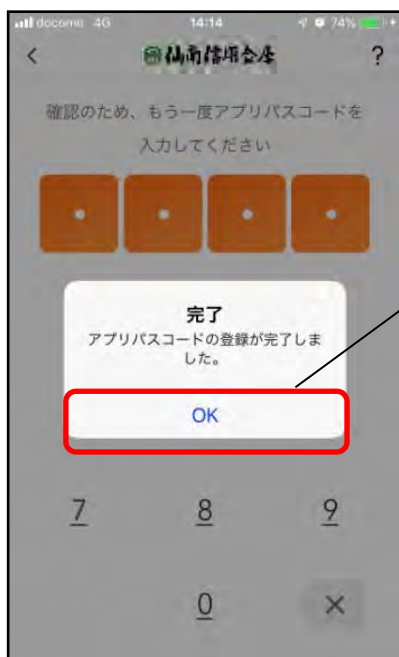 docomo 4G 14:14 74%
仙南信用金庫 ?
確認のため、もう一度アプリパスコードを
入力してください
完了
アプリパスコードの登録が完了しま
した。
OK
7 8 9
0 ×